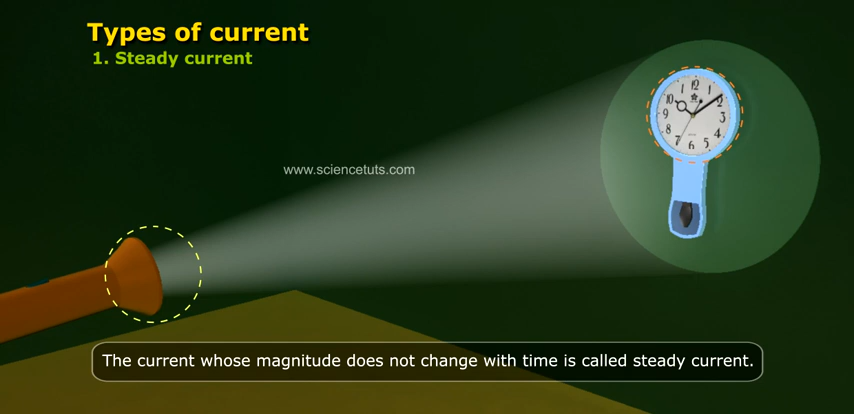 Types of current
1. Steady current
www.sciencetuts.com
12
1
2
3
4
5
6
7
8
9
10
The current whose magnitude does not change with time is called steady current.